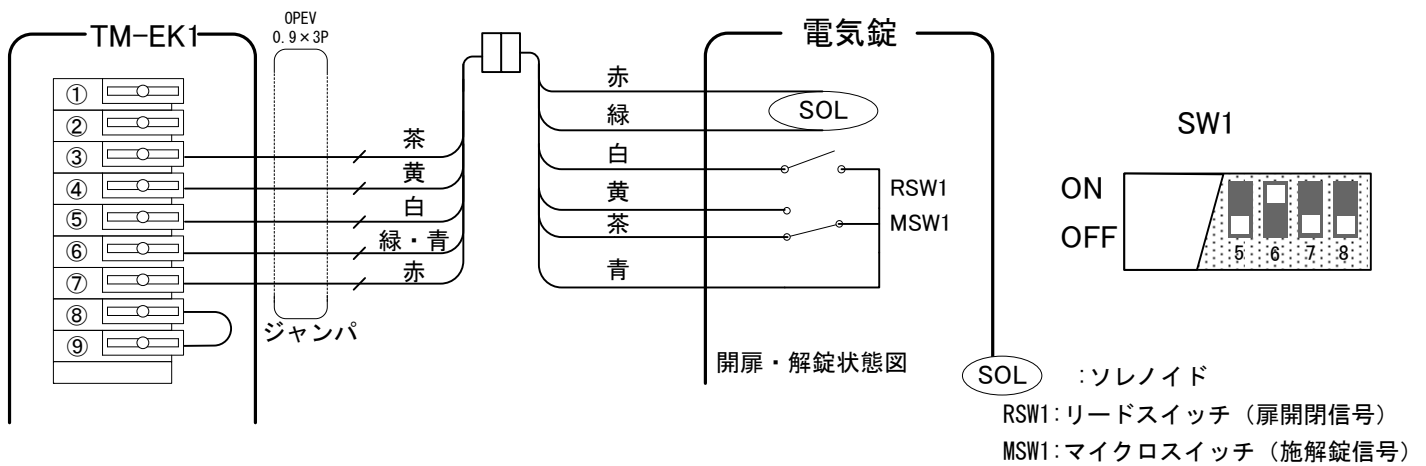 TM-EK1
OPEV
0.9×3P
電気錠
①
②
③
④
⑤
⑥
⑦
⑧
⑨
茶
黄
白
緑・青
赤
ジャンパ
赤
緑
白
黄
茶
青
SOL
RSW1
MSW1
開扉・解錠状態図
SW1
ON
OFF
5 6 7 8
SOL :ソレノイド
RSW1:リードスイッチ（扉開閉信号）
MSW1:マイクロスイッチ（施解錠信号）